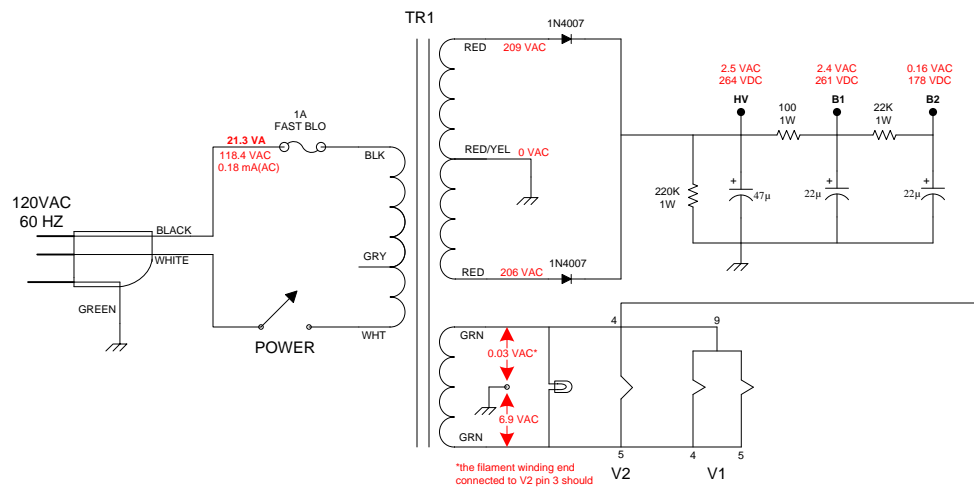 TR1
1N4007
RED
209 VAC
2.5 VAC
264 VDC
HV
2.4 VAC
261 VDC
B1
0.16 VAC
178 VDC
B2
100
1W
22K
1W
1A
FAST BLO
21.3 VA
118.4 VAC
0.18 mA(AC)
BLK
RED/YEL
0 VAC
220K
1W
+
47µ
+
22µ
+
22µ
120VAC
60 HZ
BLACK
WHITE
GRY
GREEN
RED
206 VAC
1N4007
POWER
WHT
GRN
0.03 VAC*
6.9 VAC
GRN
4
9
5
4
5
V2
V1
*the filament winding end
connected to V2 pin 3 should